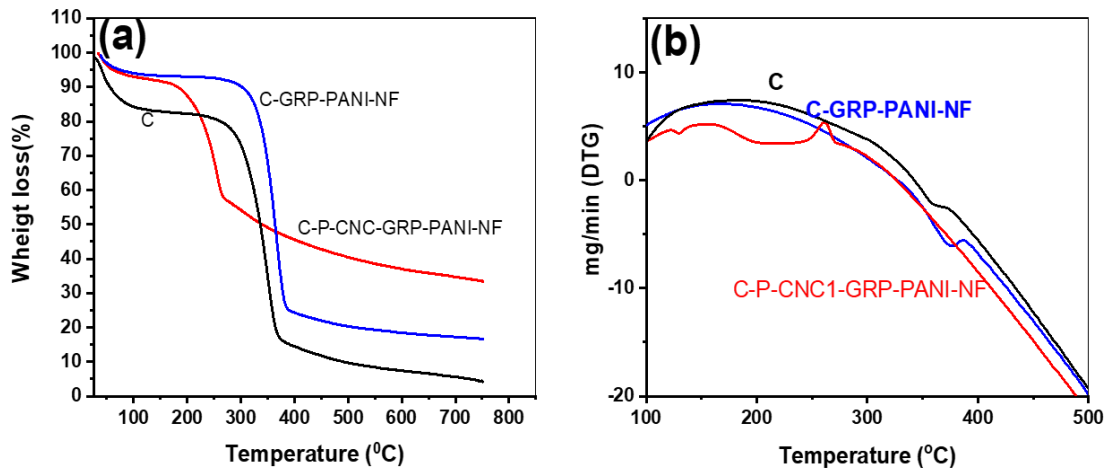 (a)
110
100
90
80
70
60
50
40
30
20
10
0
Wheigt loss(%)
C-GRP-PANI-NF
C
C-P-CNC-GRP-PANI-NF
100 200 300 400 500 600 700 800
Temperature (⁰C)
(b)
10
0
-10
-20
mg/min (DTG)
C
C-GRP-PANI-NF
C-P-CNC1-GRP-PANI-NF
100 200 300 400 500
Temperature (°C)